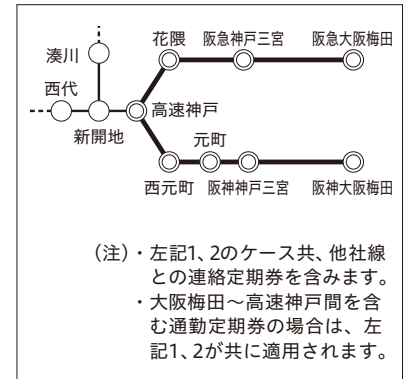 花隈 阪急神戸三宮 阪急大阪梅田
湊川
西代
高速神戸
新開地
元町
西元町 阪神神戸三宮 阪神大阪梅田
(注)・左記1、2のケース共、他社線
との連絡定期券を含みます。
・大阪梅田～高速神戸間を含
む通勤定期券の場合は、左
記1、2が共に適用されます。